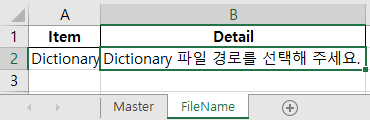 A B
1 Item Detail
2 Dictionary Dictionary 파일 경로를 선택해 주세요.
3
Master FileName